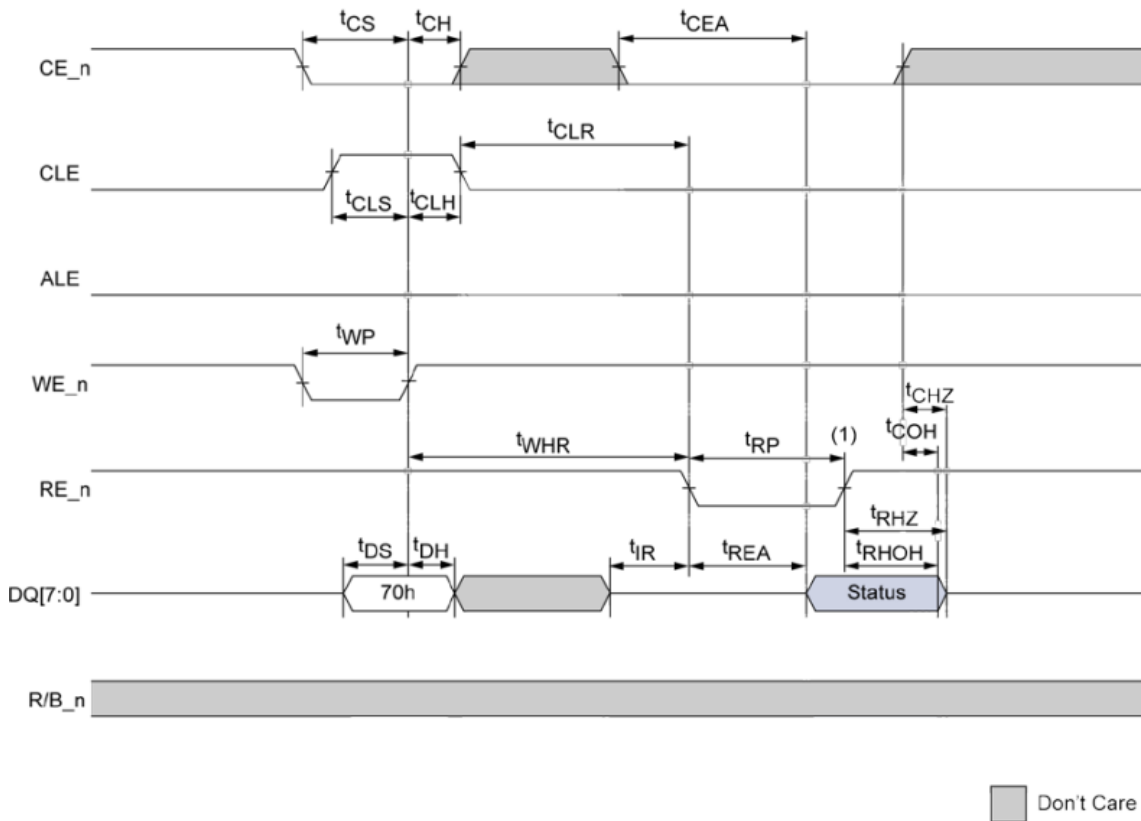 tCS tCH tCEA
CE_n
tCLR
CLE
tCLS tCLH
ALE
tWP
WE_n
tCHZ
tWHR tRP (1) tCOH
RE_n
tRHZ
tDS tDH tIR tREA tRHOH
DQ[7:0] 70h Status
R/B_n
Don't Care